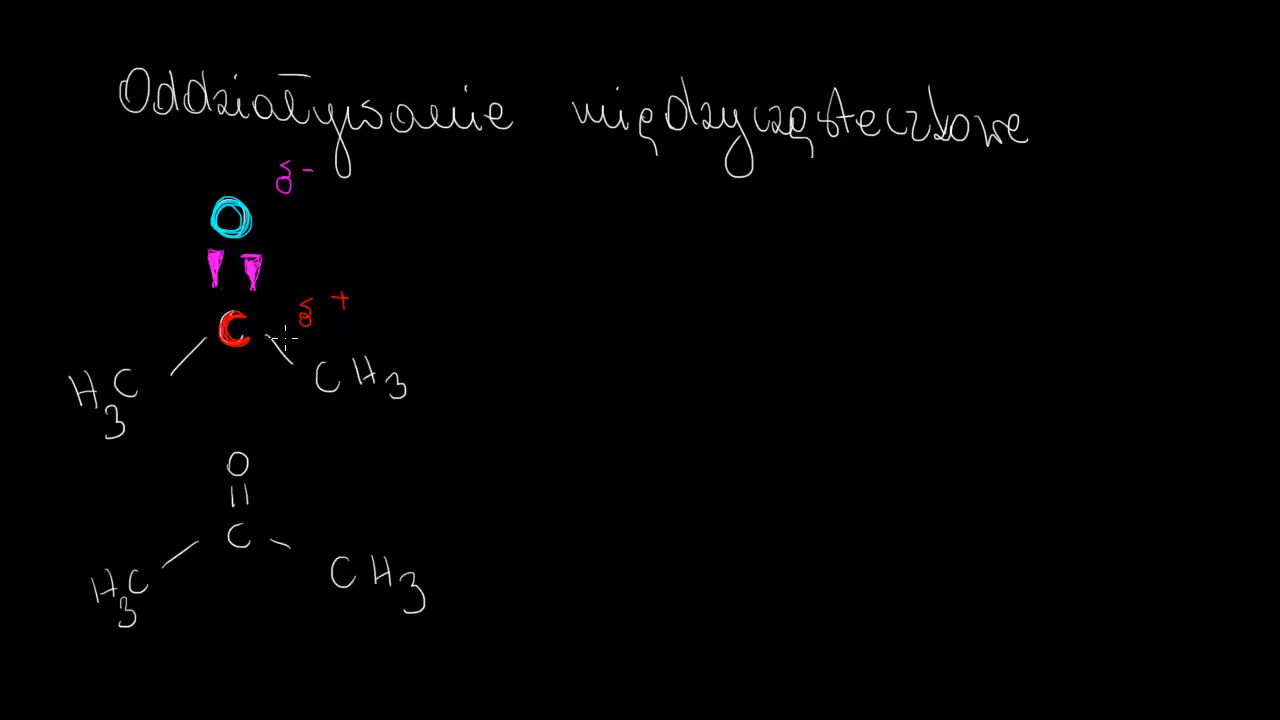 Oddziaływanie międzycząsteczkowe
δ-
O
C δ+
H3C CH3
O
C
H3C CH3